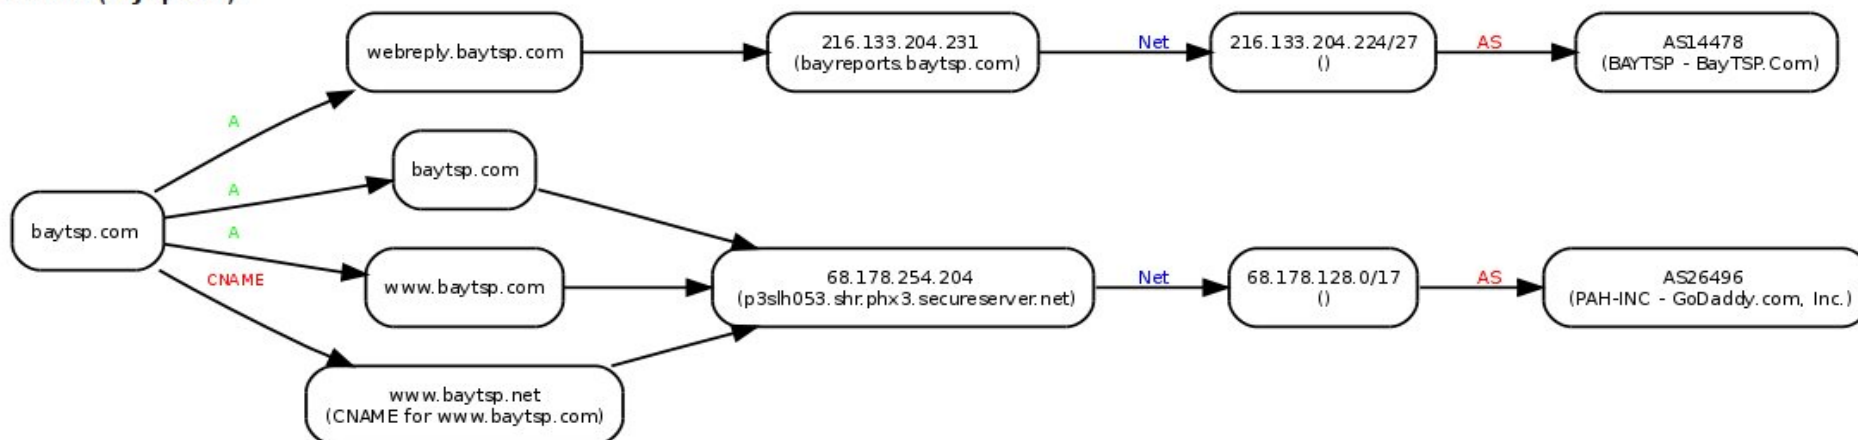 webreply.baytsp.com
216.133.204.231
(bayreports.baytsp.com)
Net
216.133.204.224/27
()
AS
AS14478
(BAYTSP - BayTSP.Com)
A
baytsp.com
A
baytsp.com
A
CNAME
www.baytsp.com
68.178.254.204
(p3slh053.shr.phx3.secureserver.net)
Net
68.178.128.0/17
()
AS
AS26496
(PAH-INC - GoDaddy.com, Inc.)
www.baytsp.net
(CNAME for www.baytsp.com)